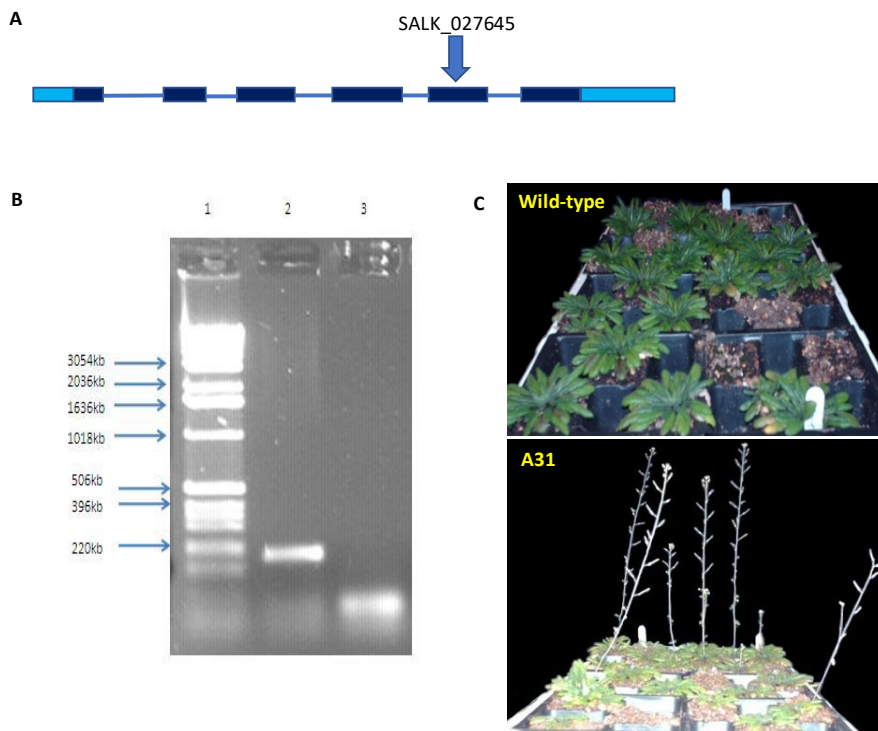 A
SALK_027645
B
1 2 3
3054kb
2036kb
1636kb
1018kb
506kb
396kb
220kb
C
Wild-type
A31